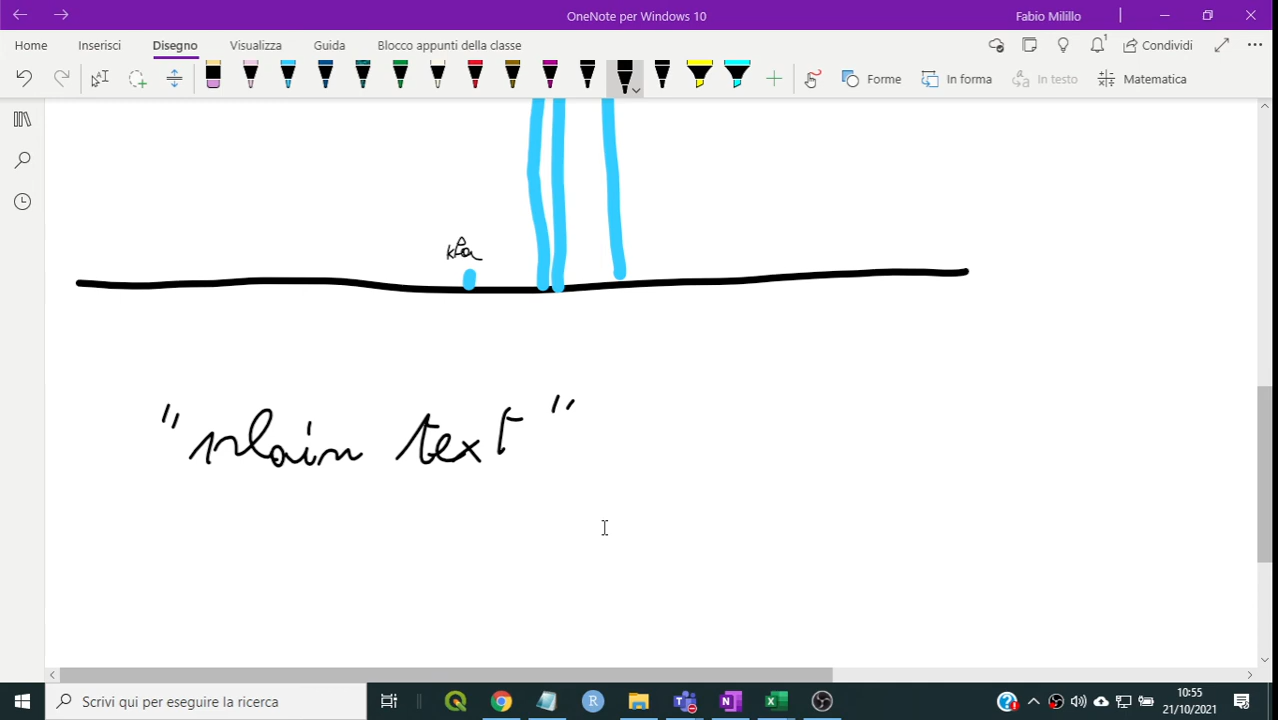 OneNote per Windows 10
Fabio Milillo
Home Inserisci Disegno Visualizza Guida Blocco appunti della classe
Condividi
Forme In forma In testo Matematica
"plain text"
Scrivi qui per eseguire la ricerca
10:55
21/10/2021